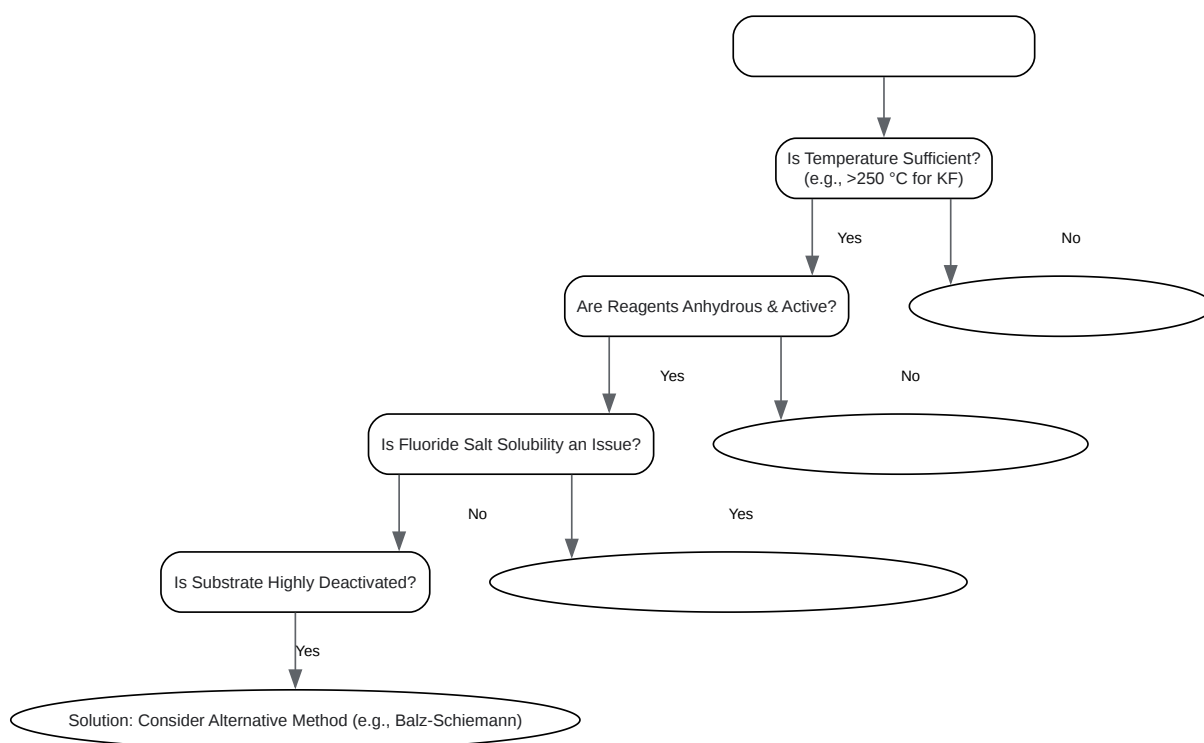 Is Temperature Sufficient?
(e.g., >250 °C for KF)
Yes
No
Are Reagents Anhydrous & Active?
Yes
No
Is Fluoride Salt Solubility an Issue?
No
Yes
Is Substrate Highly Deactivated?
Yes
Solution: Consider Alternative Method (e.g., Balz-Schiemann)